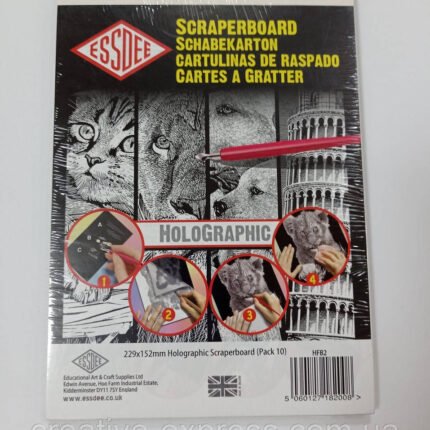 ESSDEE
SCRAPERBOARD
SCHABEKARTON
CARTULINAS DE RASPADO
CARTES A GRATTER
HOLOGRAPHIC
1
2
3
4
229x152mm Holographic Scraperboard (Pack 10)
HFB2
ESSDEE
Educational Art & Craft Supplies Ltd
Edwin Avenue, Hoo Farm Industrial Estate,
Kidderminster DY11 7SY England
www.essdee.co.uk
5 060127 182008 >
creative-express.com.ua